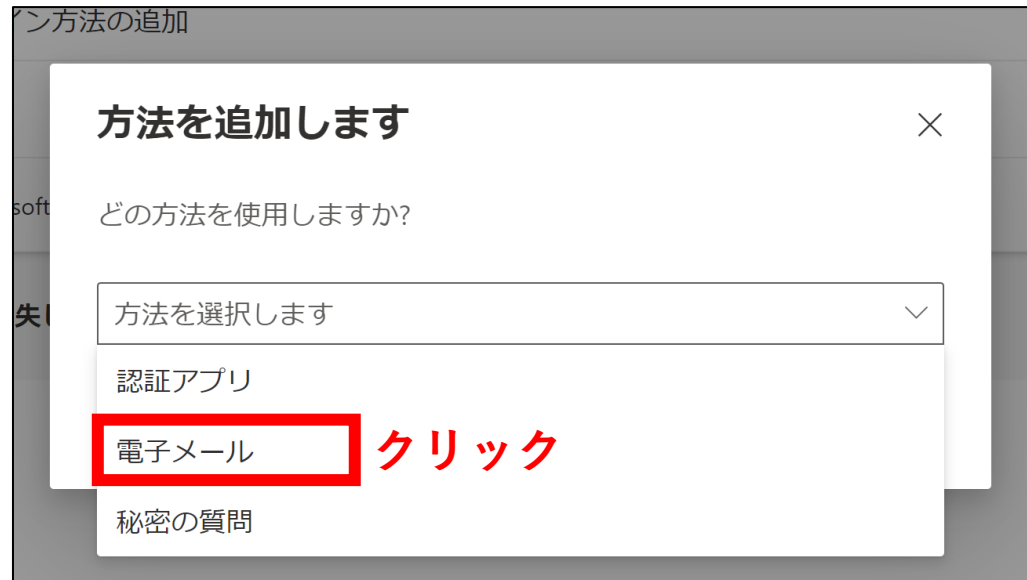 イン方法の追加
方法を追加します
soft
どの方法を使用しますか?
失し
方法を選択します
認証アプリ
電子メール
クリック
秘密の質問